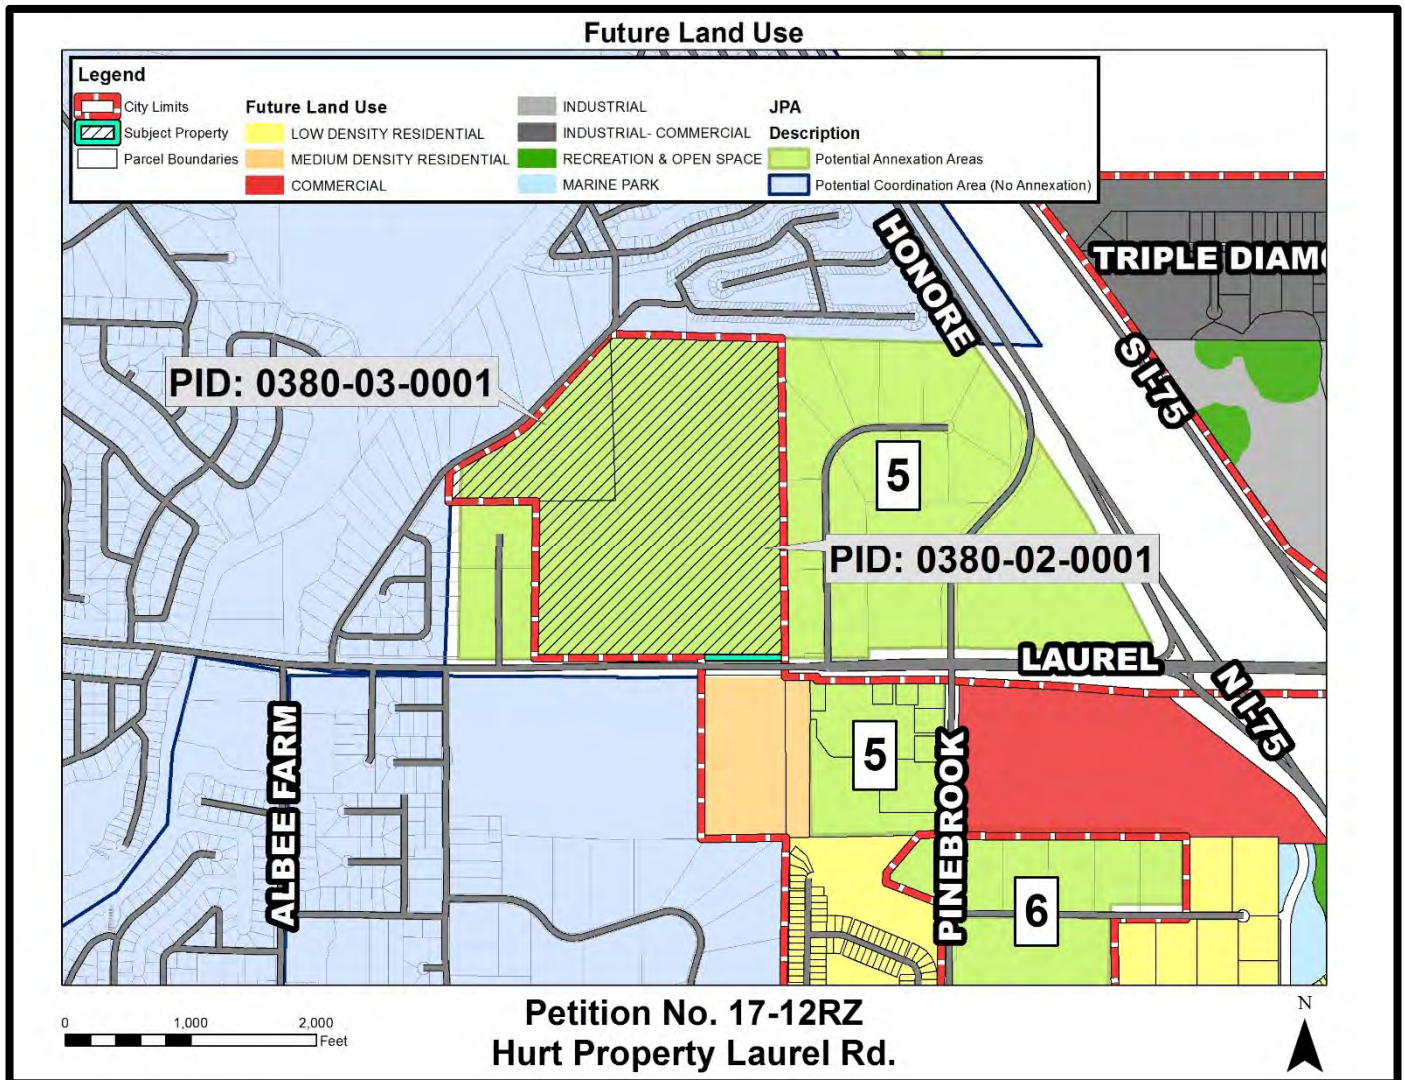 Future Land Use
Legend
City Limits
Subject Property
Parcel Boundaries
Future Land Use
LOW DENSITY RESIDENTIAL
MEDIUM DENSITY RESIDENTIAL
COMMERCIAL
INDUSTRIAL
INDUSTRIAL- COMMERCIAL
RECREATION & OPEN SPACE
MARINE PARK
JPA
Description
Potential Annexation Areas
Potential Coordination Area (No Annexation)
HONORE
TRIPLE DIAM
S I-75
PID: 0380-03-0001
5
PID: 0380-02-0001
LAUREL
N I-75
ALBEE FARM
5
PINEBROOK
6
0 1,000 2,000
Feet
Petition No. 17-12RZ
Hurt Property Laurel Rd.
N